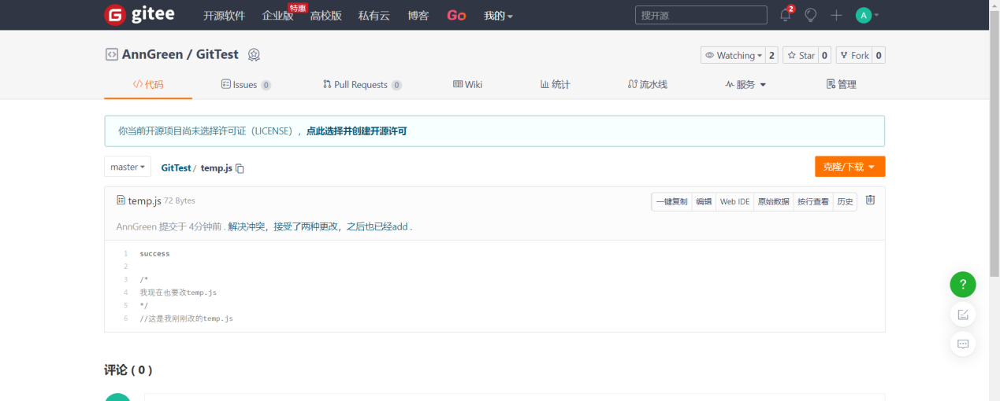 gitee 开源软件 企业版 特惠 高校版 私有云 博客 Go 我的 搜开源 2 A
AnnGreen / GitTest Watching 2 Star 0 Fork 0
代码 Issues 0 Pull Requests 0 Wiki 统计 流水线 服务 管理
你当前开源项目尚未选择许可证（LICENSE），点此选择并创建开源许可
master GitTest / temp.js 克隆/下载
temp.js 72 Bytes 一键复制 编辑 Web IDE 原始数据 按行查看 历史
AnnGreen 提交于 4分钟前 . 解决冲突，接受了两种更改，之后也已经add .
1 success
2
3 /*
4 我现在也要改temp.js
5 */
6 //这是我刚刚改的temp.js
?
评论 ( 0 )